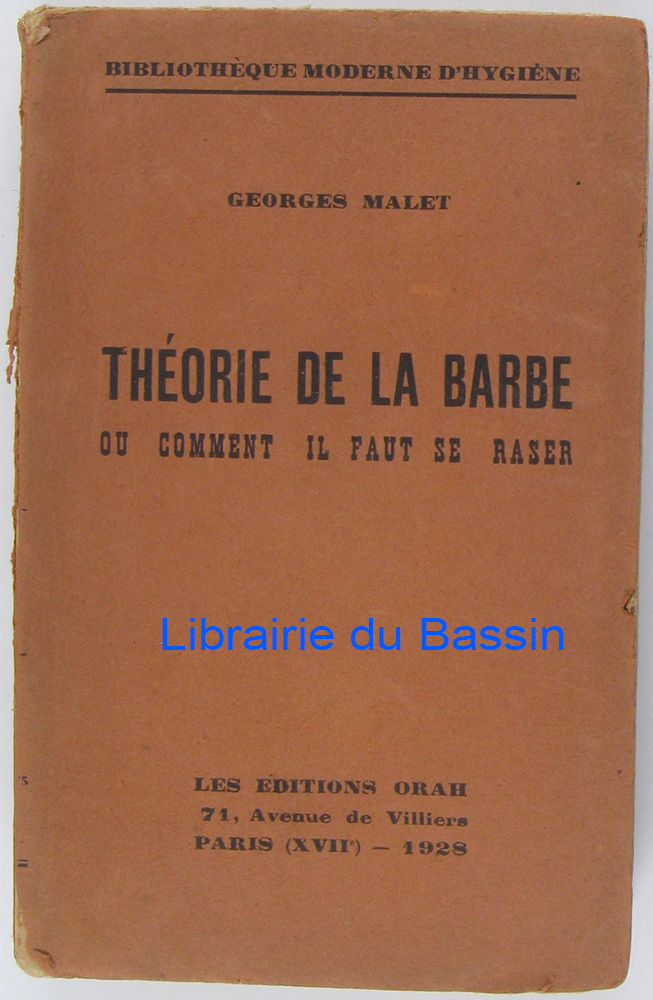 BIBLIOTHÈQUE MODERNE D'HYGIÈNE
GEORGES MALET
THÉORIE DE LA BARBE
OU COMMENT IL FAUT SE RASER
Librairie du Bassin
LES EDITIONS ORAH
71, Avenue de Villiers
PARIS (XVIIᵉ) — 1928